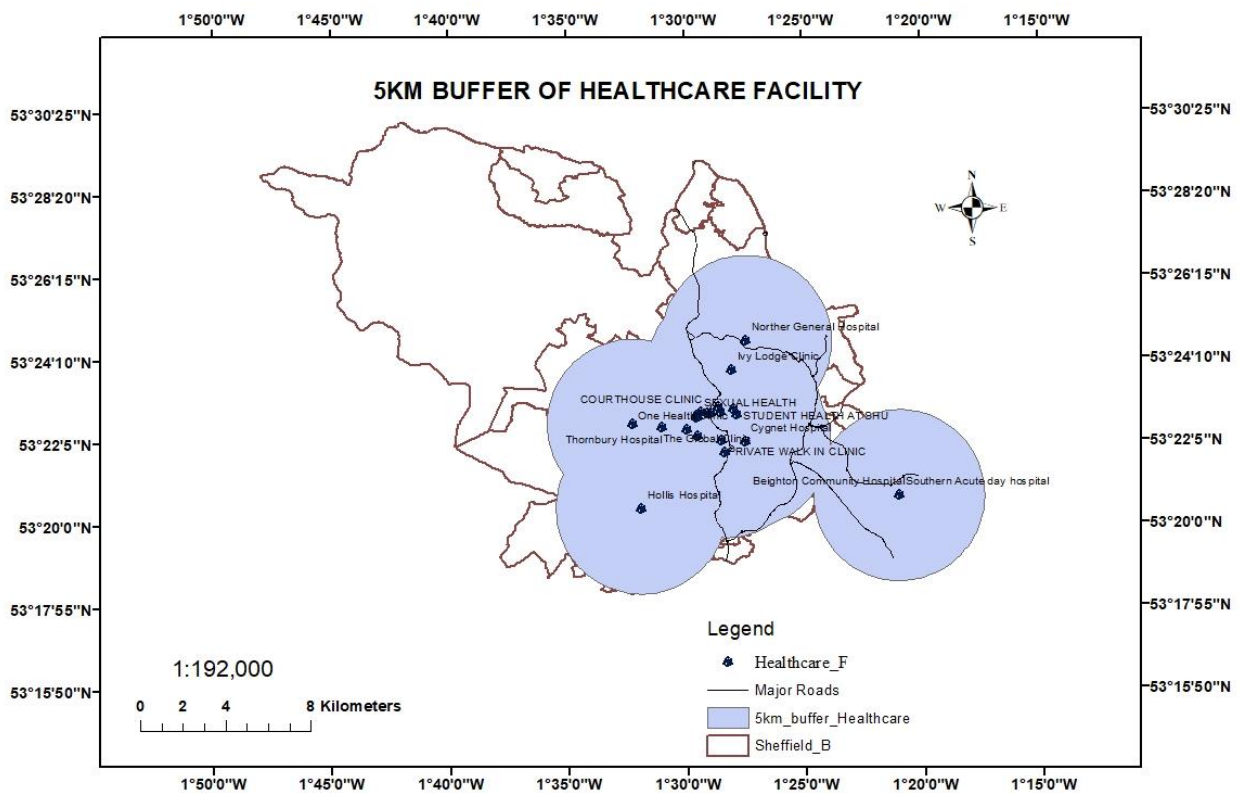 1°50'0"W 1°45'0"W 1°40'0"W 1°35'0"W 1°30'0"W 1°25'0"W 1°20'0"W 1°15'0"W
5KM BUFFER OF HEALTHCARE FACILITY
53°30'25"N 53°30'25"N
N
53°28'20"N 53°28'20"N
W E
S
53°26'15"N 53°26'15"N
Norther General Hospital
53°24'10"N Ivy Lodge Clinic 53°24'10"N
COURTHOUSE CLINIC SEXUAL HEALTH
One Health STUDENT HEALTH AT SHU
Cygnet Hospital
53°22'5"N Thornbury Hospital The Global Clinic 53°22'5"N
PRIVATE WALK IN CLINIC
Beighton Community Hospital Southern Acute day hospital
Hollis Hospital
53°20'0"N 53°20'0"N
53°17'55"N 53°17'55"N
Legend
1:192,000
Healthcare_F
53°15'50"N Major Roads 53°15'50"N
0 2 4 8 Kilometers
5km_buffer_Healthcare
Sheffield_B
1°50'0"W 1°45'0"W 1°40'0"W 1°35'0"W 1°30'0"W 1°25'0"W 1°20'0"W 1°15'0"W